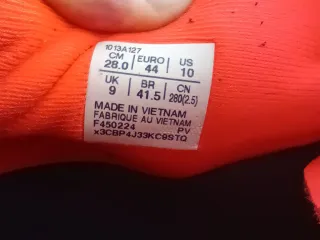 1013A127
CM EURO US
28.0 44 10
UK BR CN
9 41.5 280(2.5)
MADE IN VIETNAM
FABRIQUE AU VIETNAM
F450224 PV
x3CBP4J33KC9STQ